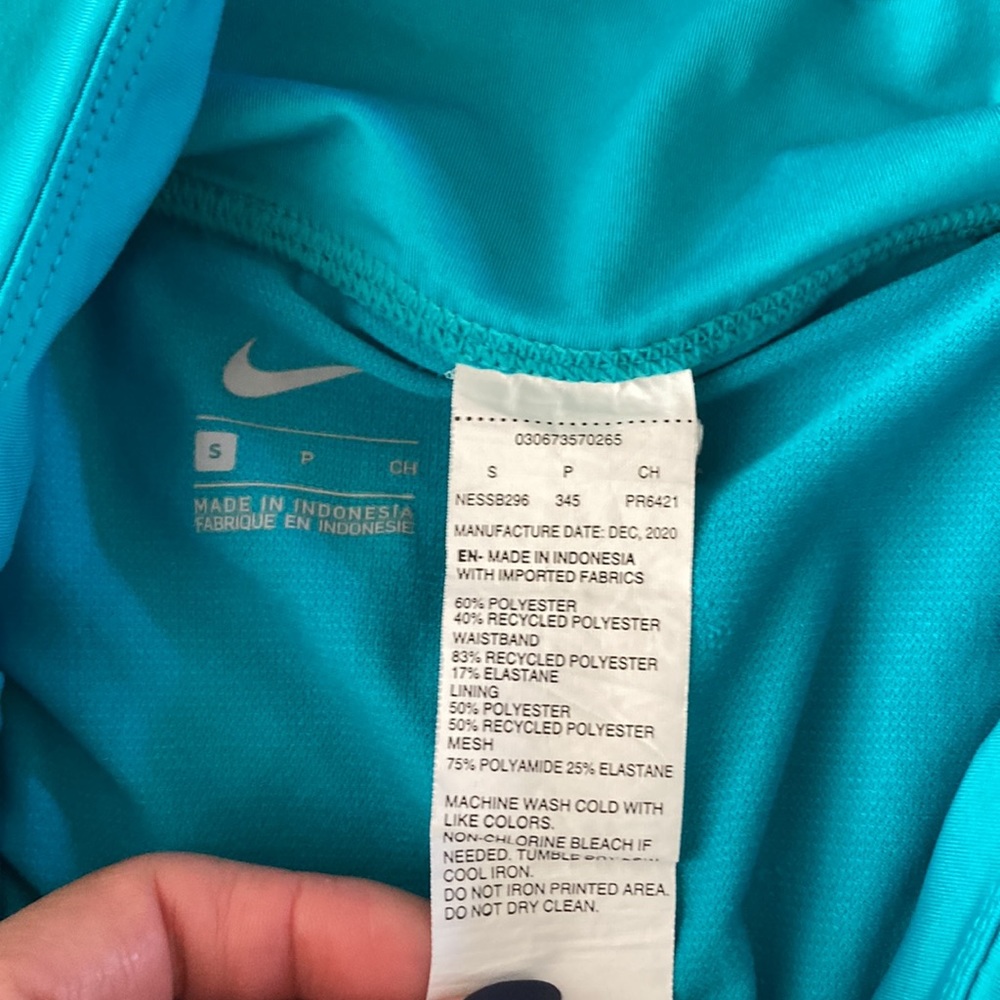 S P CH
MADE IN INDONESIA
FABRIQUE EN INDONESIE
030673570265
S P CH
NESSB296 345 PR6421
MANUFACTURE DATE: DEC, 2020
EN- MADE IN INDONESIA
WITH IMPORTED FABRICS
60% POLYESTER
40% RECYCLED POLYESTER
WAISTBAND
83% RECYCLED POLYESTER
17% ELASTANE
LINING
50% POLYESTER
50% RECYCLED POLYESTER
MESH
75% POLYAMIDE 25% ELASTANE
MACHINE WASH COLD WITH
LIKE COLORS.
NON-CHLORINE BLEACH IF
NEEDED. TUMBLE
COOL IRON.
DO NOT IRON PRINTED AREA.
DO NOT DRY CLEAN.